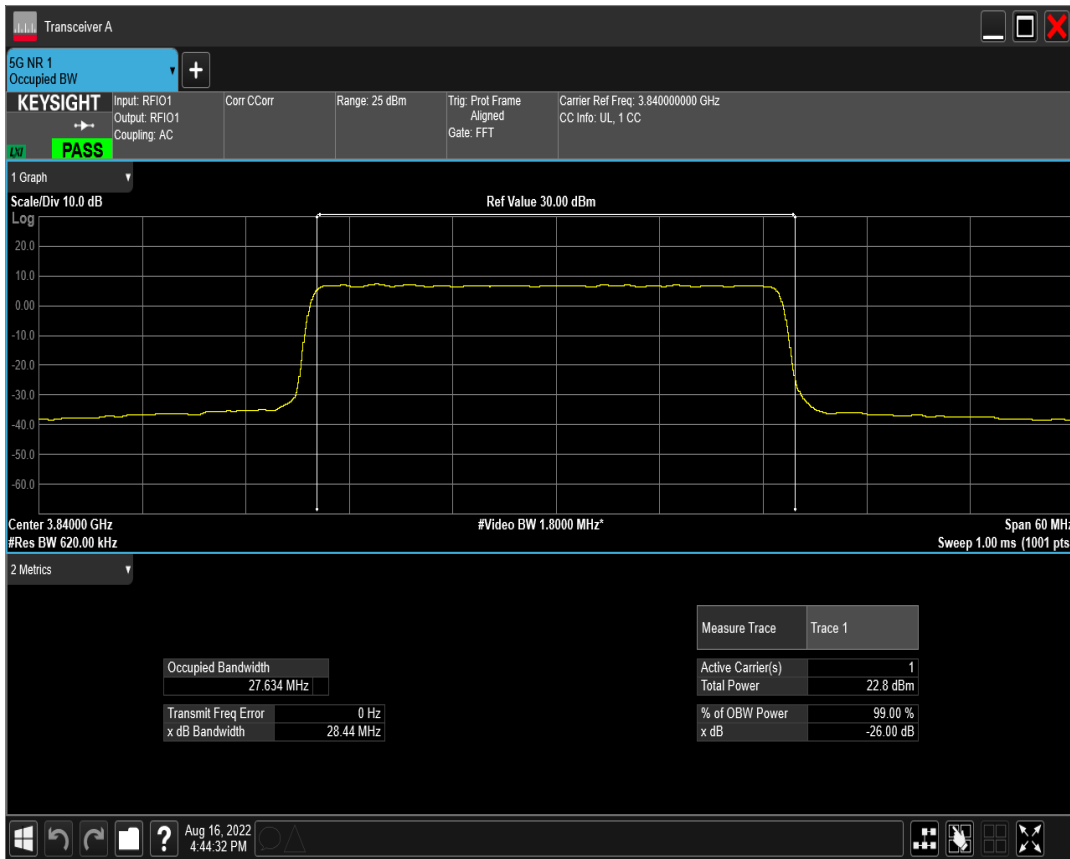 Transceiver A
5G NR 1
Occupied BW
+
KEYSIGHT
LXI
PASS
Input: RFIO1
Output: RFIO1
Coupling: AC
Corr CCorr
Range: 25 dBm
Trig: Prot Frame
Aligned
Gate: FFT
Carrier Ref Freq: 3.840000000 GHz
CC Info: UL, 1 CC
1 Graph
Scale/Div 10.0 dB
Ref Value 30.00 dBm
Log
20.0
10.0
0.00
-10.0
-20.0
-30.0
-40.0
-50.0
-60.0
Center 3.84000 GHz
#Video BW 1.8000 MHz*
Span 60 MHz
#Res BW 620.00 kHz
Sweep 1.00 ms (1001 pts
2 Metrics
Measure Trace Trace 1
Occupied Bandwidth
27.634 MHz
Active Carrier(s) 1
Total Power 22.8 dBm
Transmit Freq Error 0 Hz
x dB Bandwidth 28.44 MHz
% of OBW Power 99.00 %
x dB -26.00 dB
?
Aug 16, 2022
4:44:32 PM